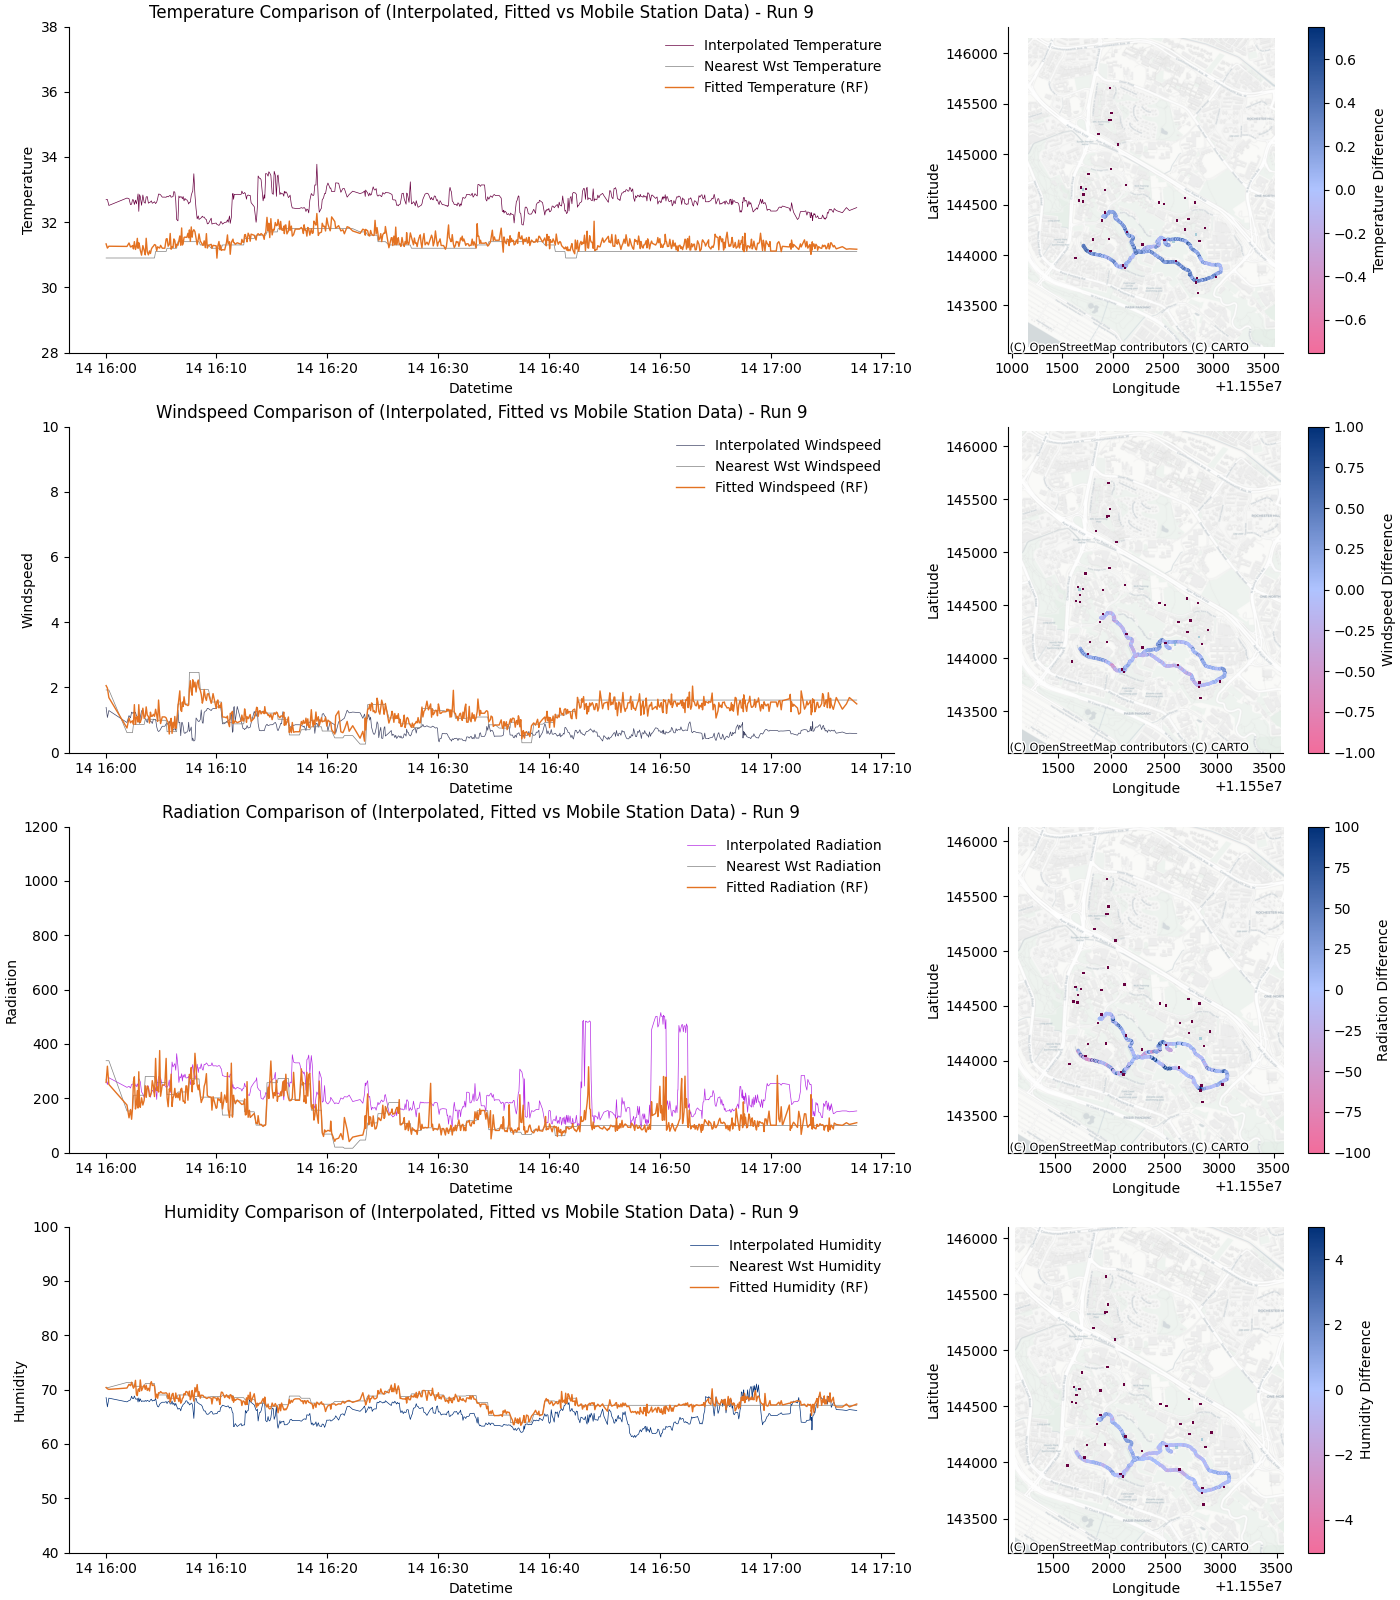 Temperature Comparison of (Interpolated, Fitted vs Mobile Station Data) - Run 9
38
36
34
32
30
28
Temperature
Interpolated Temperature
Nearest Wst Temperature
Fitted Temperature (RF)
14 16:00 14 16:10 14 16:20 14 16:30 14 16:40 14 16:50 14 17:00 14 17:10
Datetime
146000
145500
145000
144500
144000
143500
Latitude
(C) OpenStreetMap contributors (C) CARTO
1000 1500 2000 2500 3000 3500
Longitude
+1.155e7
0.6
0.4
0.2
0.0
−0.2
−0.4
−0.6
Temperature Difference
Windspeed Comparison of (Interpolated, Fitted vs Mobile Station Data) - Run 9
10
8
6
4
2
0
Windspeed
Interpolated Windspeed
Nearest Wst Windspeed
Fitted Windspeed (RF)
14 16:00 14 16:10 14 16:20 14 16:30 14 16:40 14 16:50 14 17:00 14 17:10
Datetime
146000
145500
145000
144500
144000
143500
Latitude
(C) OpenStreetMap contributors (C) CARTO
1500 2000 2500 3000 3500
Longitude
+1.155e7
1.00
0.75
0.50
0.25
0.00
−0.25
−0.50
−0.75
−1.00
Windspeed Difference
Radiation Comparison of (Interpolated, Fitted vs Mobile Station Data) - Run 9
1200
1000
800
600
400
200
0
Radiation
Interpolated Radiation
Nearest Wst Radiation
Fitted Radiation (RF)
14 16:00 14 16:10 14 16:20 14 16:30 14 16:40 14 16:50 14 17:00 14 17:10
Datetime
146000
145500
145000
144500
144000
143500
Latitude
(C) OpenStreetMap contributors (C) CARTO
1500 2000 2500 3000 3500
Longitude
+1.155e7
100
75
50
25
0
−25
−50
−75
−100
Radiation Difference
Humidity Comparison of (Interpolated, Fitted vs Mobile Station Data) - Run 9
100
90
80
70
60
50
40
Humidity
Interpolated Humidity
Nearest Wst Humidity
Fitted Humidity (RF)
14 16:00 14 16:10 14 16:20 14 16:30 14 16:40 14 16:50 14 17:00 14 17:10
Datetime
146000
145500
145000
144500
144000
143500
Latitude
(C) OpenStreetMap contributors (C) CARTO
1500 2000 2500 3000 3500
Longitude
+1.155e7
4
2
0
−2
−4
Humidity Difference